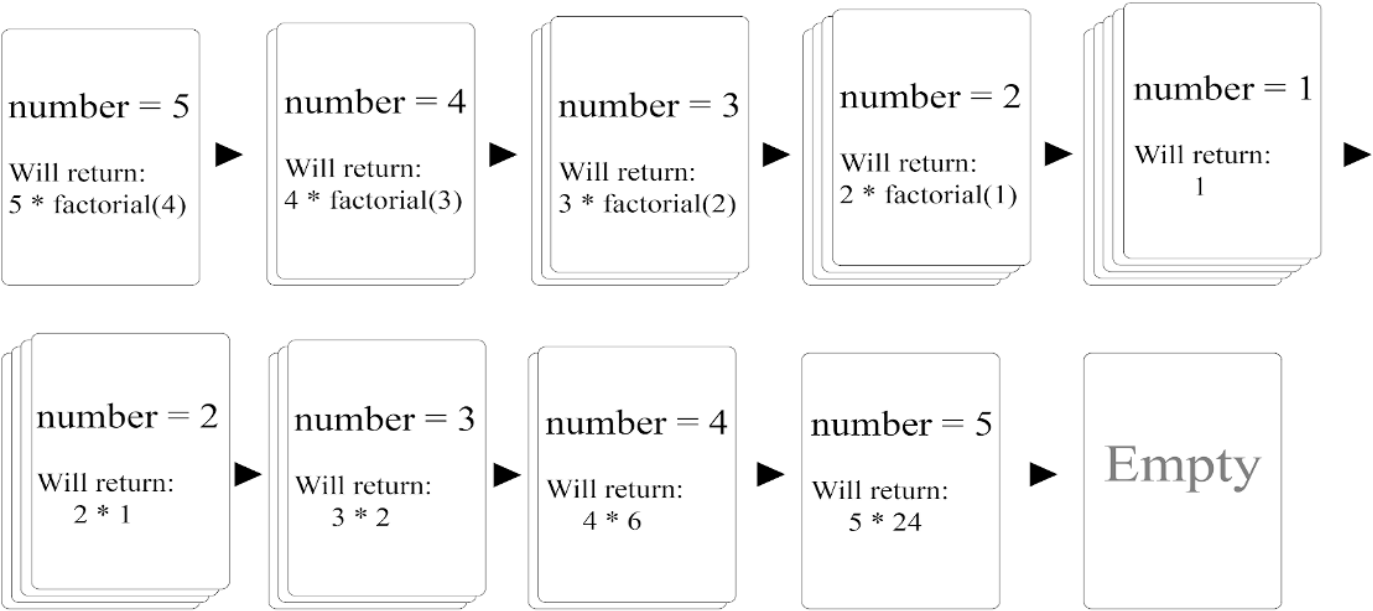 number = 5
Will return:
5 * factorial(4)
number = 4
Will return:
4 * factorial(3)
number = 3
Will return:
3 * factorial(2)
number = 2
Will return:
2 * factorial(1)
number = 1
Will return:
1
number = 2
Will return:
2 * 1
number = 3
Will return:
3 * 2
number = 4
Will return:
4 * 6
number = 5
Will return:
5 * 24
Empty